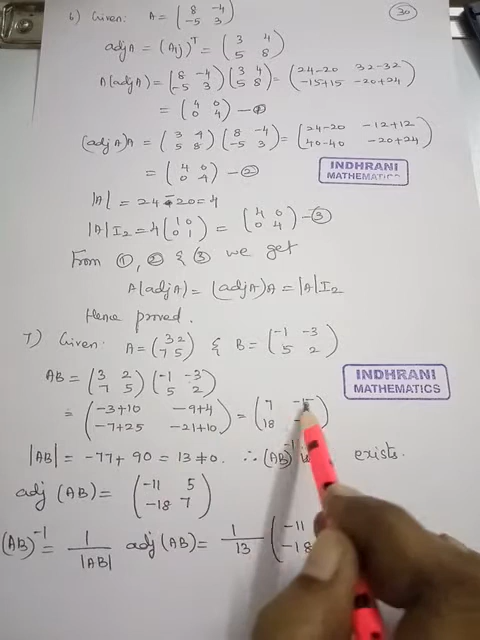 30
6) Given: A = (8 -4
-5 3)
adjA = (Aij)ᵀ = (3 4
5 8)
A(adjA) = (8 -4
-5 3) (3 4
5 8) = (24-20 32-32
-15+15 -20+24)
= (4 0
0 4) — ①
(adjA)A = (3 4
5 8) (8 -4
-5 3) = (24-20 -12+12
40-40 -20+24)
= (4 0
0 4) — ②
INDHRANI
MATHEMATICS
|A| = 24 - 20 = 4
|A|I₂ = 4(1 0
0 1) = (4 0
0 4) — ③
From ①, ② & ③ we get
A(adjA) = (adjA)A = |A|I₂
Hence proved.
7) Given: A = (3 2
7 5) & B = (-1 -3
5 2)
AB = (3 2
7 5) (-1 -3
5 2)
INDHRANI
MATHEMATICS
= (-3+10 -9+4
-7+25 -21+10) = (7
18
|AB| = -77+90 = 13 ≠ 0. ∴ (AB)⁻¹ exists.
adj (AB) = (-11 5
-18 7)
(AB)⁻¹ = 1/|AB| adj (AB) = 1/13 (-11
-18